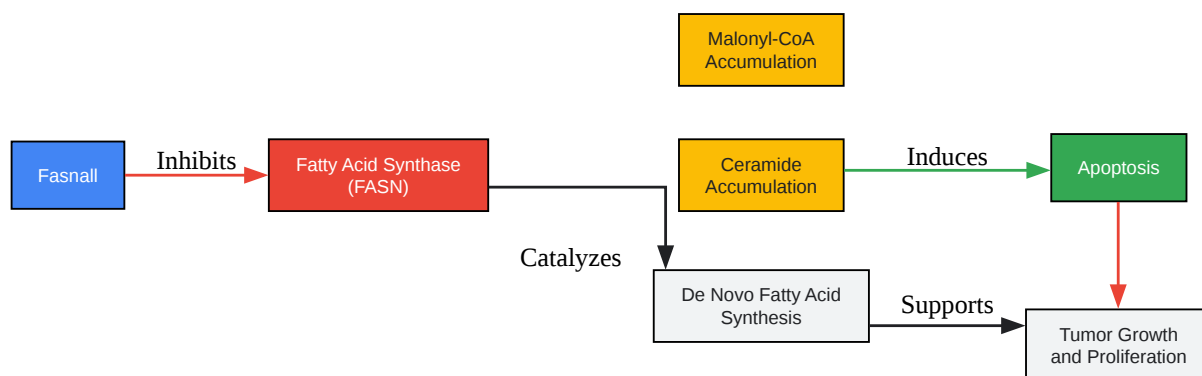 Malonyl-CoA
Accumulation
Fasnall
Inhibits
Fatty Acid Synthase
(FASN)
Ceramide
Accumulation
Induces
Apoptosis
Catalyzes
De Novo Fatty Acid
Synthesis
Supports
Tumor Growth
and Proliferation